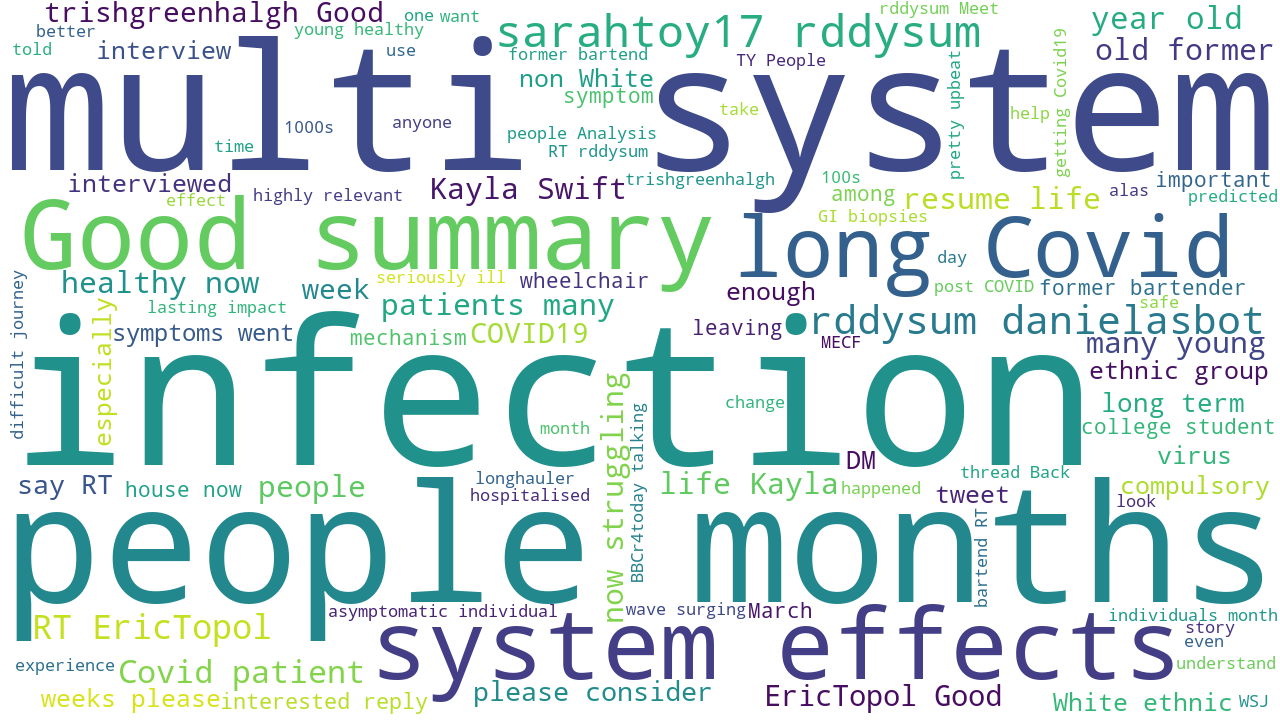 trishgreenhalgh Good
one want
rddysum Meet
year old
better
young healthy
sarahtoy17 rddysum
told
interview
use
former bartend
TY People
old former
multi system
non White
symptom
take
help
pretty upbeat
getting Covid19
1000s
anyone
people Analysis
time
RT rddysum
interviewed
highly relevant
Kayla Swift
trishgreenhalgh
100s
among
resume life
important
alas
predicted
effect
GI biopsies
Good summary
long Covid
day
healthy now
week
seriously ill
wheelchair
enough
post COVID
former bartender
safe
difficult journey
lasting impact
especially
patients many
symptoms went
mechanism
COVID19
leaving
rddysum danielasbot
MECF
many young
ethnic group
infection
change
long term
college student
month
now struggling
BBCr4today talking
DM
virus
say RT
house now
people
longhauler
hospitalised
life Kayla
happened
thread Back
tweet
compulsory
look
people months
bartend RT
asymptomatic individual
wave surging
March
individuals month
RT EricTopol
system effects
story
even
experience
Covid patient
understand
weeks please
interested reply
please consider
EricTopol Good
White ethnic
WSJ